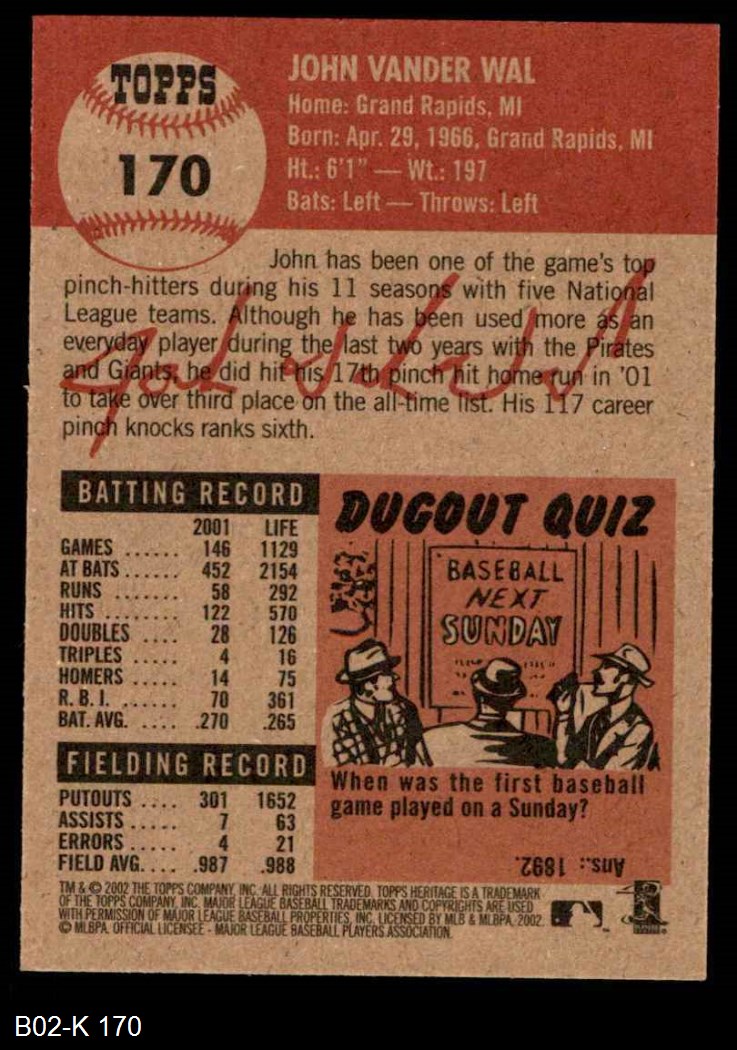 TOPPS
170
JOHN VANDER WAL
Home: Grand Rapids, MI
Born: Apr. 29, 1966, Grand Rapids, MI
Ht.: 6'1" — Wt.: 197
Bats: Left — Throws: Left
John has been one of the game's top
pinch-hitters during his 11 seasons with five National
League teams. Although he has been used more as an
everyday player during the last two years with the Pirates
and Giants, he did hit his 17th pinch hit home run in '01
to take over third place on the all-time list. His 117 career
pinch knocks ranks sixth.
BATTING RECORD
2001 LIFE
GAMES ...... 146 1129
AT BATS ...... 452 2154
RUNS ...... 58 292
HITS ........ 122 570
DOUBLES .... 28 126
TRIPLES ..... 4 16
HOMERS ..... 14 75
R. B. I. ...... 70 361
BAT. AVG. .... .270 .265
FIELDING RECORD
PUTOUTS .... 301 1652
ASSISTS ..... 7 63
ERRORS ..... 4 21
FIELD AVG. ... .987 .988
DUGOUT QUIZ
BASEBALL
NEXT
SUNDAY
When was the first baseball
game played on a Sunday?
Ans.: 1892.
TM & © 2002 THE TOPPS COMPANY, INC. ALL RIGHTS RESERVED. TOPPS HERITAGE IS A TRADEMARK
OF THE TOPPS COMPANY, INC. MAJOR LEAGUE BASEBALL TRADEMARKS AND COPYRIGHTS ARE USED
WITH PERMISSION OF MAJOR LEAGUE BASEBALL PROPERTIES, INC. LICENSED BY MLB & MLBPA, 2002.
© MLBPA. OFFICIAL LICENSEE - MAJOR LEAGUE BASEBALL PLAYERS ASSOCIATION.
B02-K 170